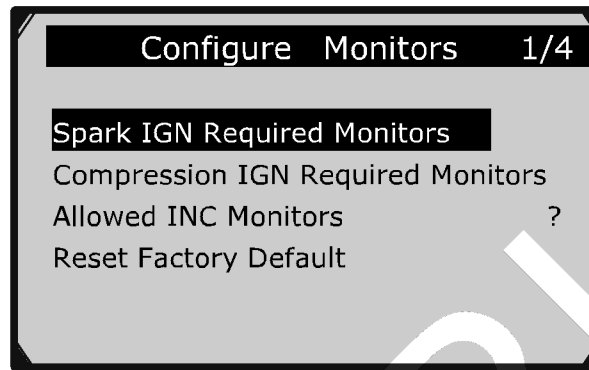 Configure Monitors 1/4
Spark IGN Required Monitors
Compression IGN Required Monitors
Allowed INC Monitors ?
Reset Factory Default